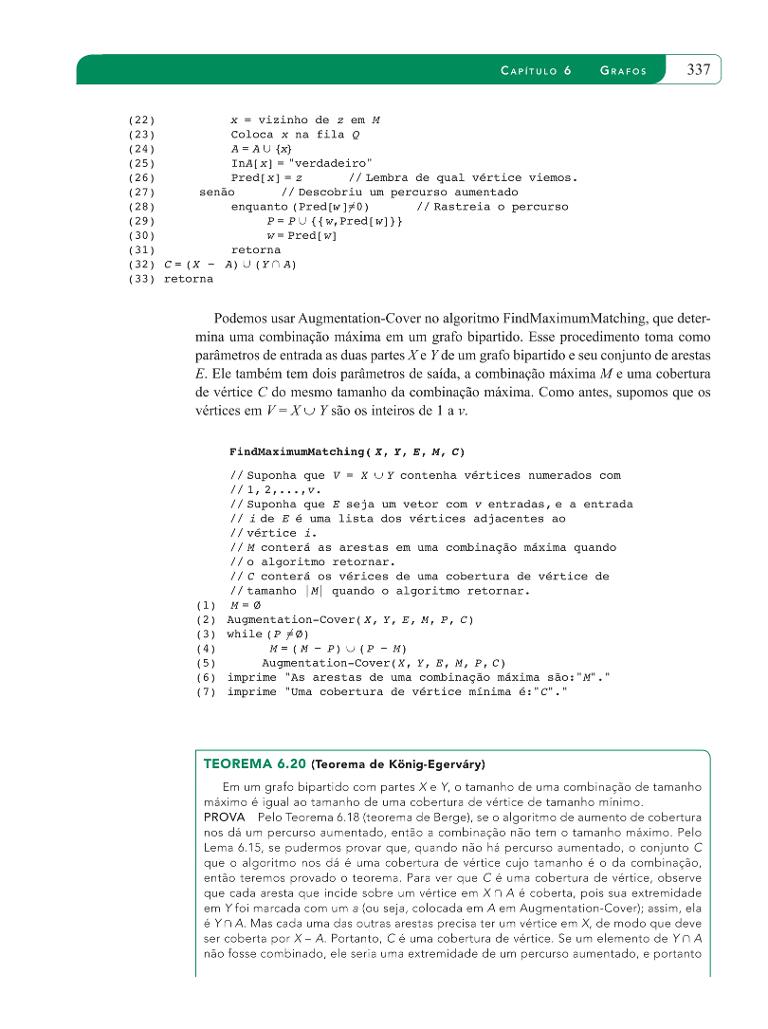 CAPÍTULO 6 GRAFOS 337
(22) x = vizinho de z em M
(23) Coloca x na fila Q
(24) A = A ∪ {x}
(25) InA[x] = "verdadeiro"
(26) Pred[x] = z // Lembra de qual vértice viemos.
(27) senão // Descobriu um percurso aumentado
(28) enquanto (Pred[w]≠0) // Rastreia o percurso
(29) P = P ∪ {{w,Pred[w]}}
(30) w = Pred[w]
(31) retorna
(32) C = (X − A) ∪ (Y ∩ A)
(33) retorna
Podemos usar Augmentation-Cover no algoritmo FindMaximumMatching, que deter-
mina uma combinação máxima em um grafo bipartido. Esse procedimento toma como
parâmetros de entrada as duas partes X e Y de um grafo bipartido e seu conjunto de arestas
E. Ele também tem dois parâmetros de saída, a combinação máxima M e uma cobertura
de vértice C do mesmo tamanho da combinação máxima. Como antes, supomos que os
vértices em V = X ∪ Y são os inteiros de 1 a v.
FindMaximumMatching(X, Y, E, M, C)
// Suponha que V = X ∪ Y contenha vértices numerados com
// 1, 2,...,v.
// Suponha que E seja um vetor com v entradas, e a entrada
// i de E é uma lista dos vértices adjacentes ao
// vértice i.
// M conterá as arestas em uma combinação máxima quando
// o algoritmo retornar.
// C conterá os vérices de uma cobertura de vértice de
// tamanho |M| quando o algoritmo retornar.
(1) M = Ø
(2) Augmentation-Cover(X, Y, E, M, P, C)
(3) while (P ≠ Ø)
(4) M = (M − P) ∪ (P − M)
(5) Augmentation-Cover(X, Y, E, M, P, C)
(6) imprime "As arestas de uma combinação máxima são:"M"."
(7) imprime "Uma cobertura de vértice mínima é:"C"."
TEOREMA 6.20 (Teorema de König-Egerváry)
Em um grafo bipartido com partes X e Y, o tamanho de uma combinação de tamanho
máximo é igual ao tamanho de uma cobertura de vértice de tamanho mínimo.
PROVA Pelo Teorema 6.18 (teorema de Berge), se o algoritmo de aumento de cobertura
nos dá um percurso aumentado, então a combinação não tem o tamanho máximo. Pelo
Lema 6.15, se pudermos provar que, quando não há percurso aumentado, o conjunto C
que o algoritmo nos dá é uma cobertura de vértice cujo tamanho é o da combinação,
então teremos provado o teorema. Para ver que C é uma cobertura de vértice, observe
que cada aresta que incide sobre um vértice em X ∩ A é coberta, pois sua extremidade
em Y foi marcada com um a (ou seja, colocada em A em Augmentation-Cover); assim, ela
é Y ∩ A. Mas cada uma das outras arestas precisa ter um vértice em X, de modo que deve
ser coberta por X – A. Portanto, C é uma cobertura de vértice. Se um elemento de Y ∩ A
não fosse combinado, ele seria uma extremidade de um percurso aumentado, e portanto